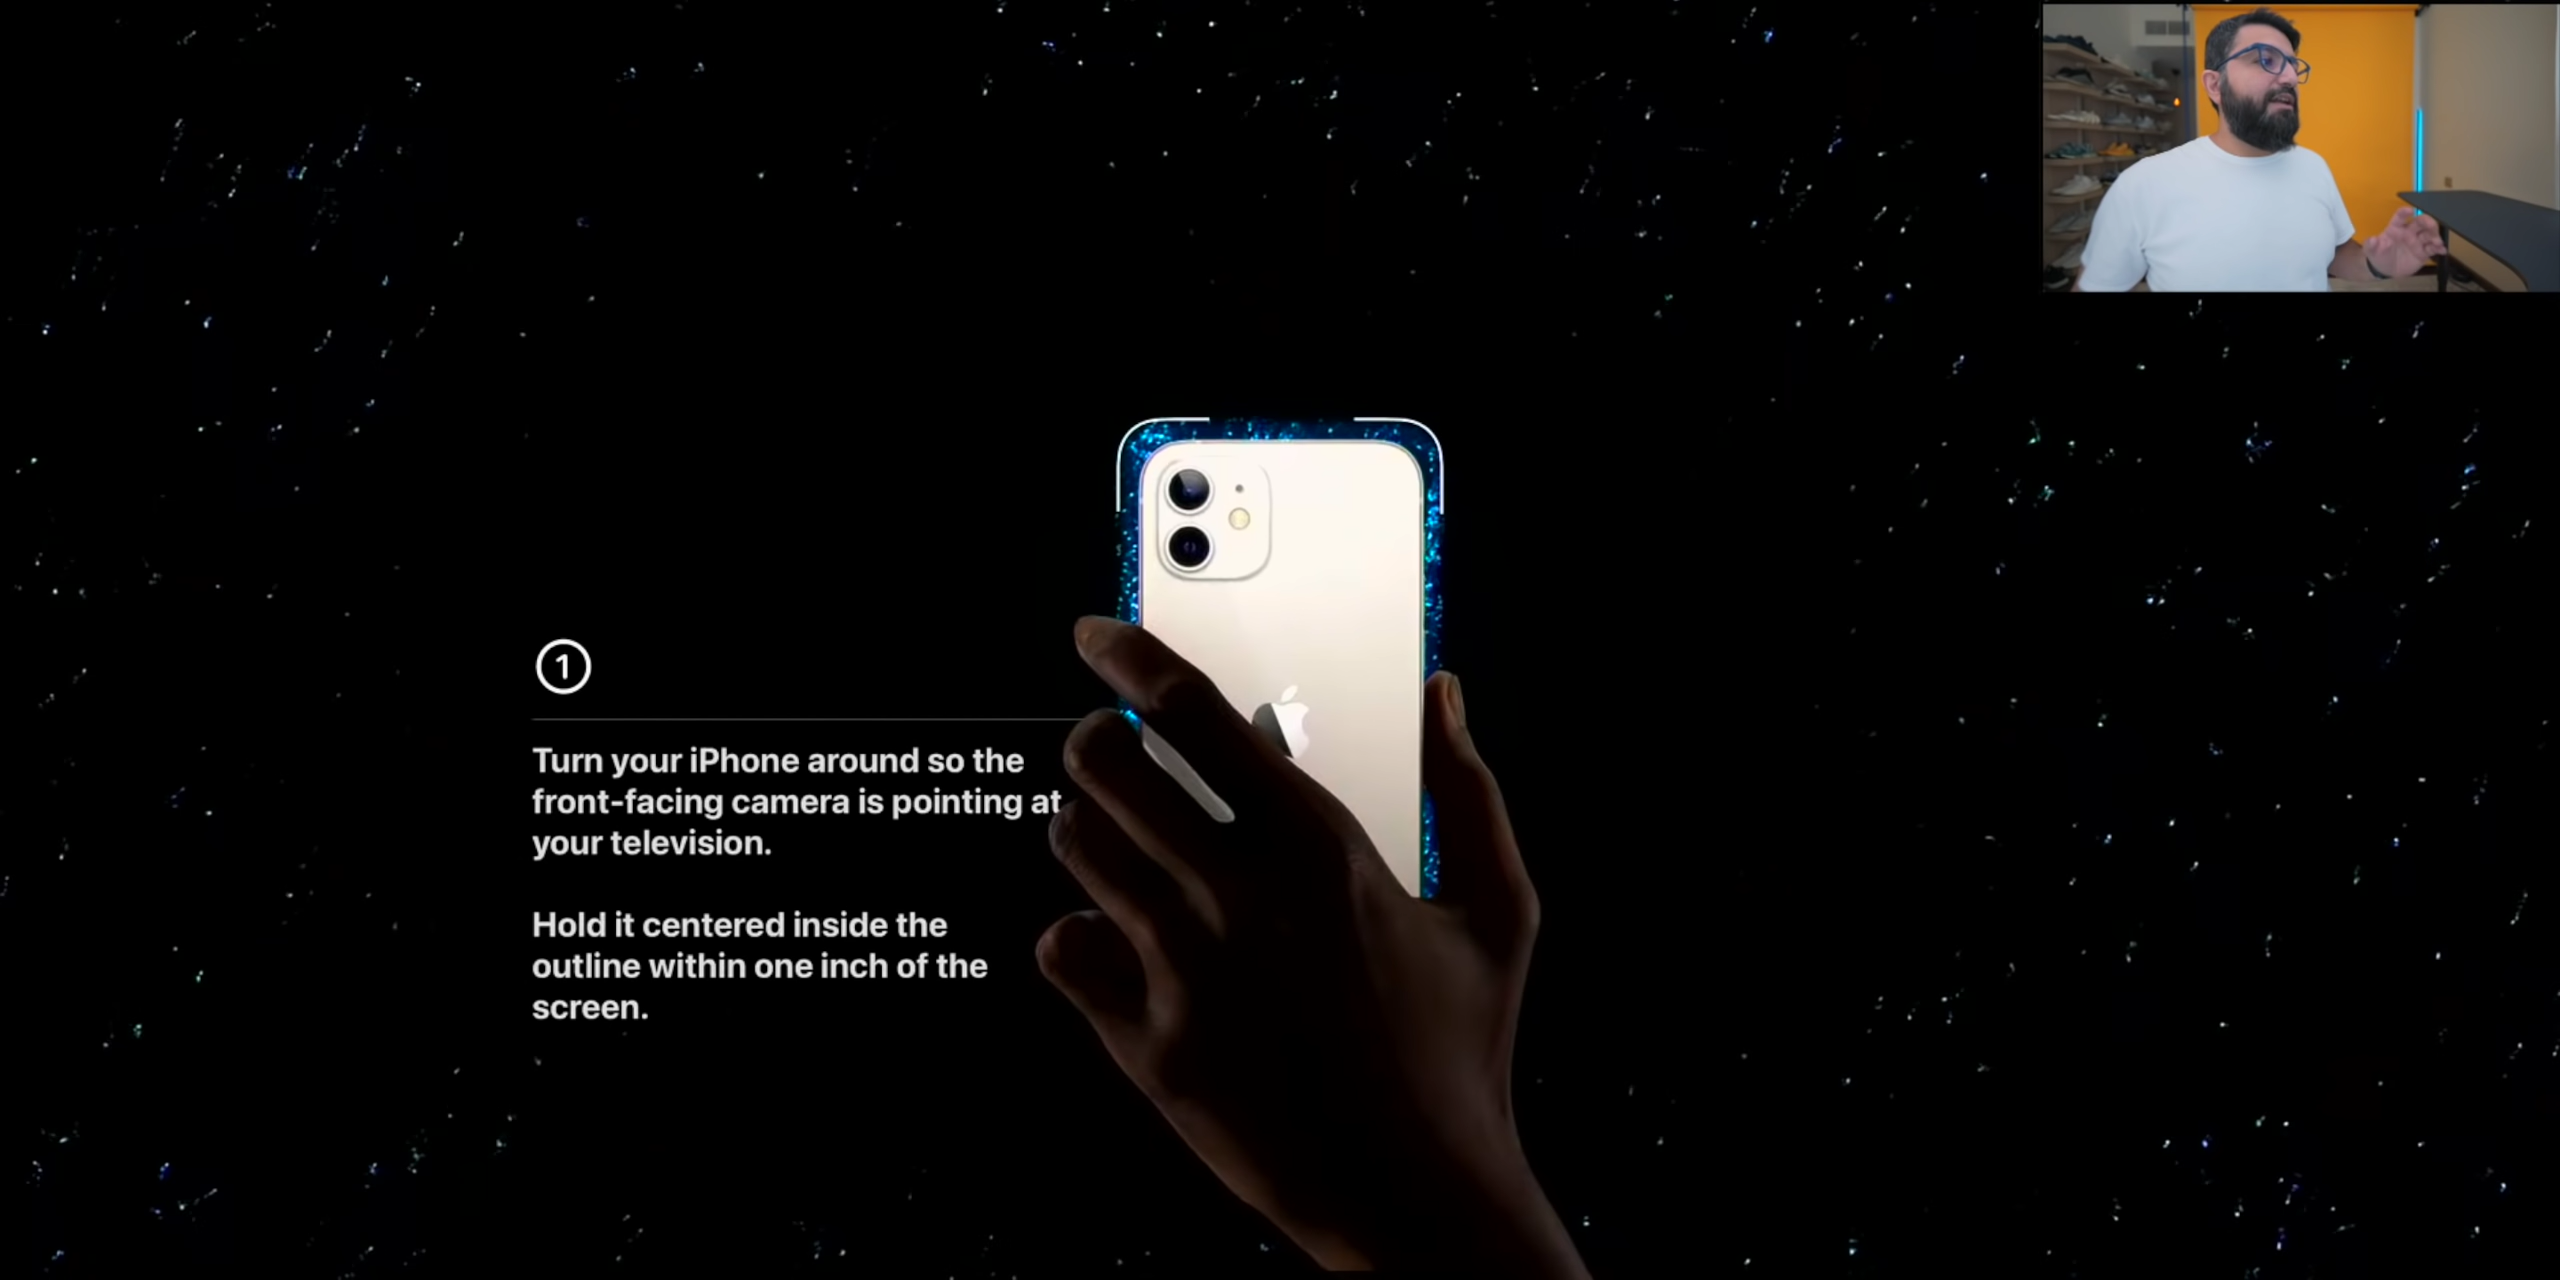 1
Turn your iPhone around so the
front-facing camera is pointing at
your television.
Hold it centered inside the
outline within one inch of the
screen.